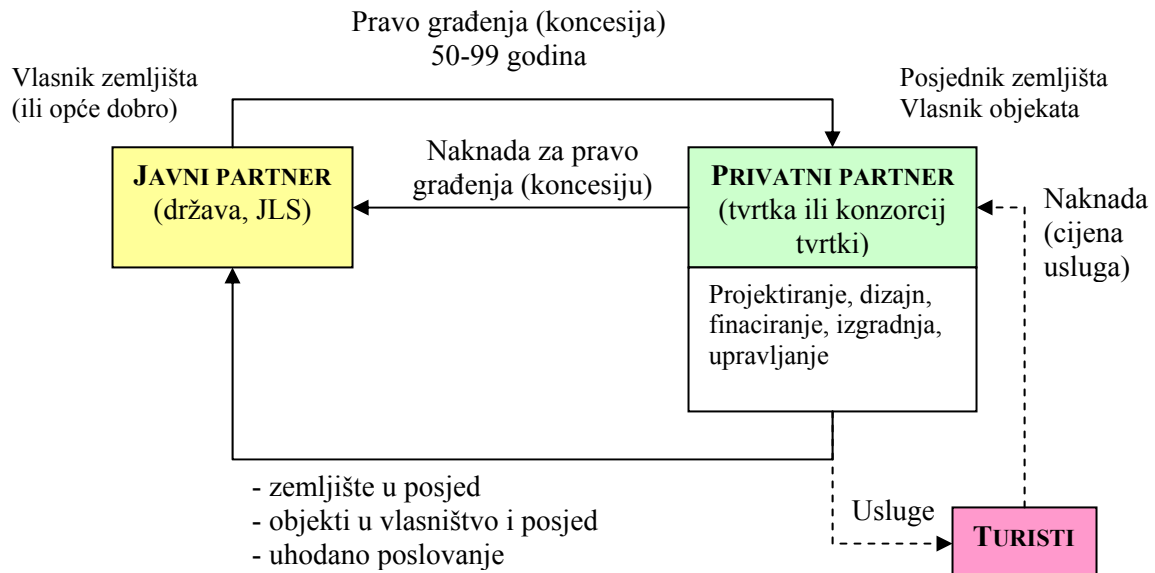 Pravo građenja (koncesija)
50-99 godina
Vlasnik zemljišta
(ili opće dobro)
Posjednik zemljišta
Vlasnik objekata
JAVNI PARTNER
(država, JLS)
Naknada za pravo
građenja (koncesiju)
PRIVATNI PARTNER
(tvrtka ili konzorcij
tvrtki)
Naknada
(cijena
usluga)
Projektiranje, dizajn,
finaciranje, izgradnja,
upravljanje
- zemljište u posjed
- objekti u vlasništvo i posjed
- uhodano poslovanje
Usluge
TURISTI